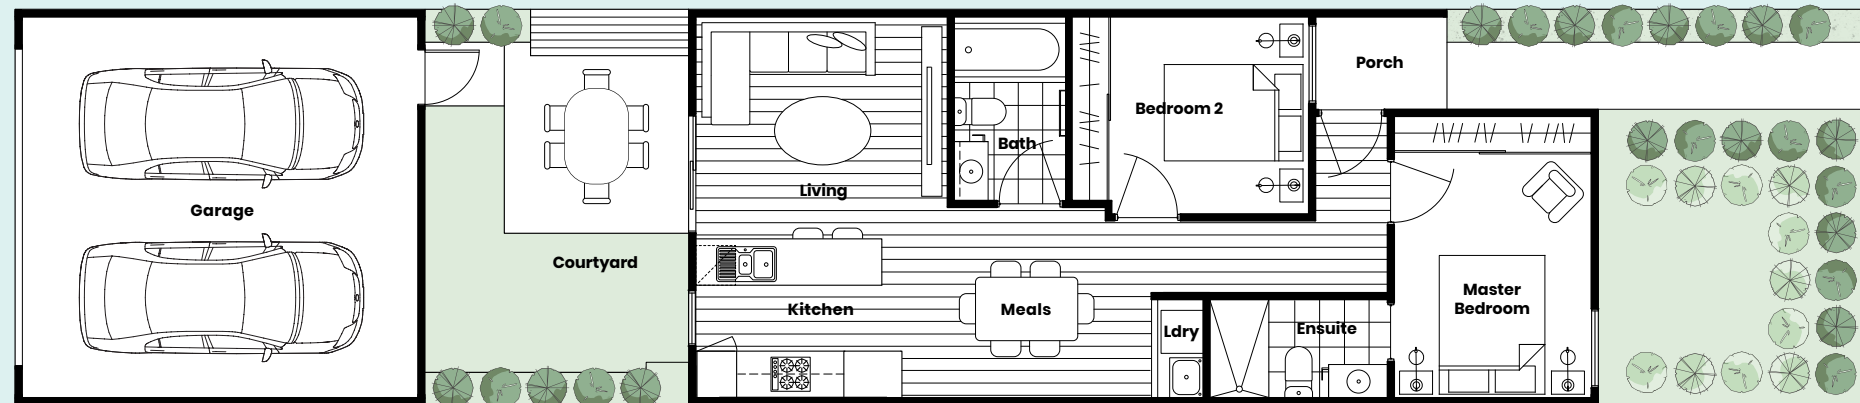 Porch
Bedroom 2
Bath
Living
Garage
Courtyard
Kitchen
Meals
Ldry
Ensuite
Master
Bedroom